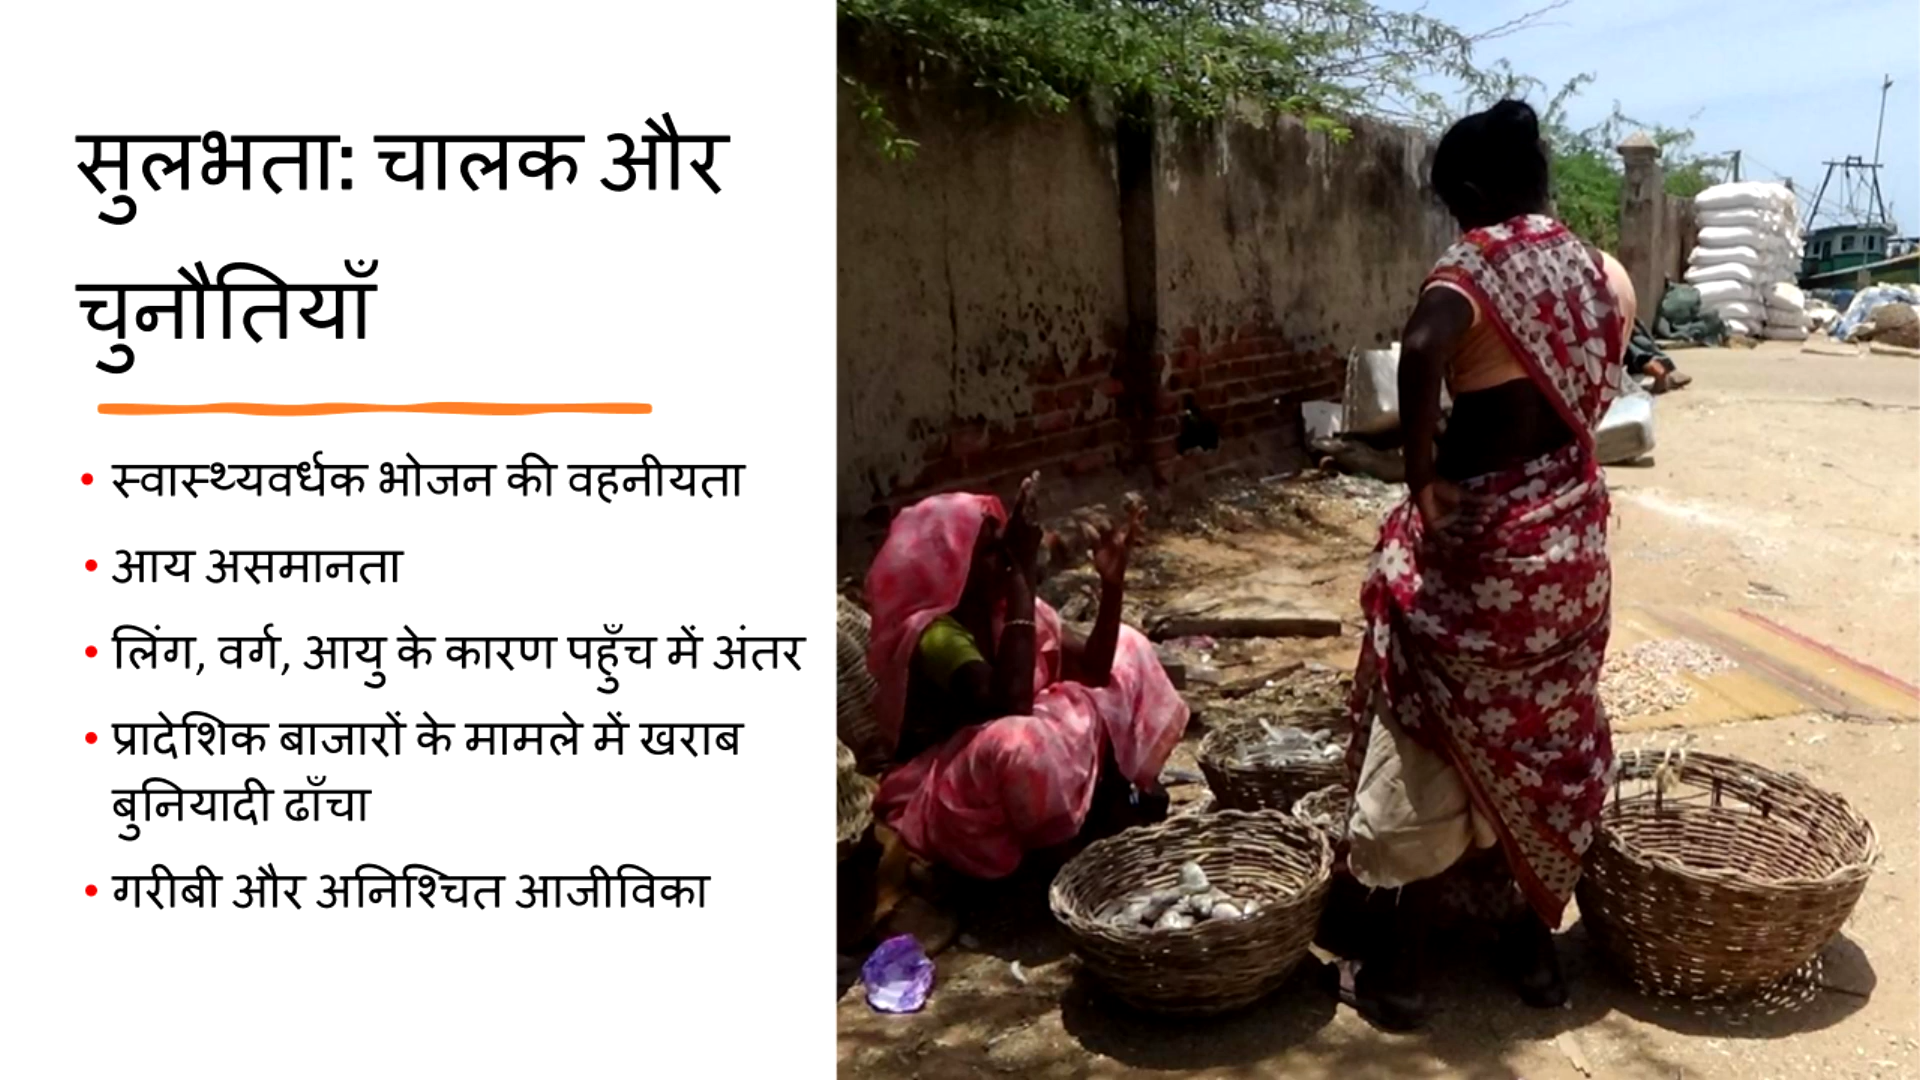 सुलभता: चालक और
चुनौतियाँ
• स्वास्थ्यवर्धक भोजन की वहनीयता
• आय असमानता
• लिंग, वर्ग, आयु के कारण पहुँच में अंतर
• प्रादेशिक बाजारों के मामले में खराब
बुनियादी ढाँचा
• गरीबी और अनिश्चित आजीविका